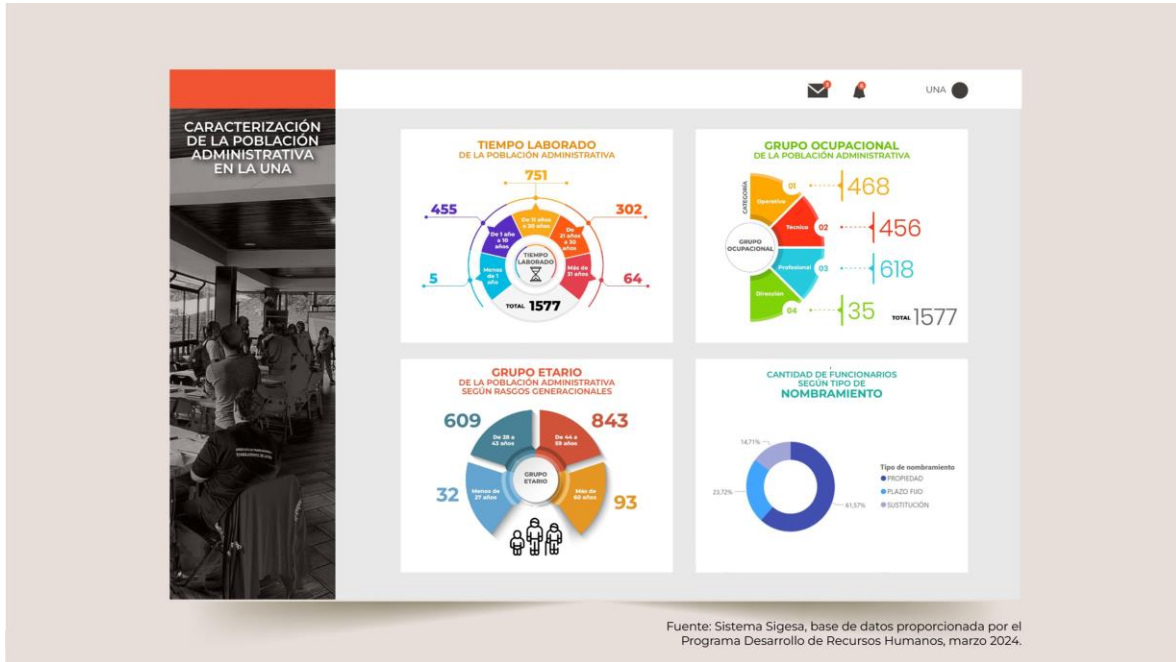 CARACTERIZACIÓN
DE LA POBLACIÓN
ADMINISTRATIVA
EN LA UNA
UNA
TIEMPO LABORADO
DE LA POBLACIÓN ADMINISTRATIVA
751
455
302
De 11 años
a 20 años
De 1 año
a 10
años
De
21 años
a 30
años
TIEMPO
LABORADO
Menos
de 1
año
Más de
31 años
5
64
TOTAL 1577
GRUPO OCUPACIONAL
DE LA POBLACIÓN ADMINISTRATIVA
CATEGORÍA
GRUPO
OCUPACIONAL
Operativo 01 468
Técnico 02 456
Profesional 03 618
Dirección 04 35
TOTAL 1577
GRUPO ETARIO
DE LA POBLACIÓN ADMINISTRATIVA
SEGÚN RASGOS GENERACIONALES
609
843
De 28 a
43 años
De 44 a
59 años
GRUPO
ETARIO
32
Menos de
27 años
Más de
60 años
93
CANTIDAD DE FUNCIONARIOS
SEGÚN TIPO DE
NOMBRAMIENTO
14,71%
23,72%
61,57%
Tipo de nombramiento
PROPIEDAD
PLAZO FIJO
SUSTITUCIÓN
Fuente: Sistema Sigesa, base de datos proporcionada por el
Programa Desarrollo de Recursos Humanos, marzo 2024.